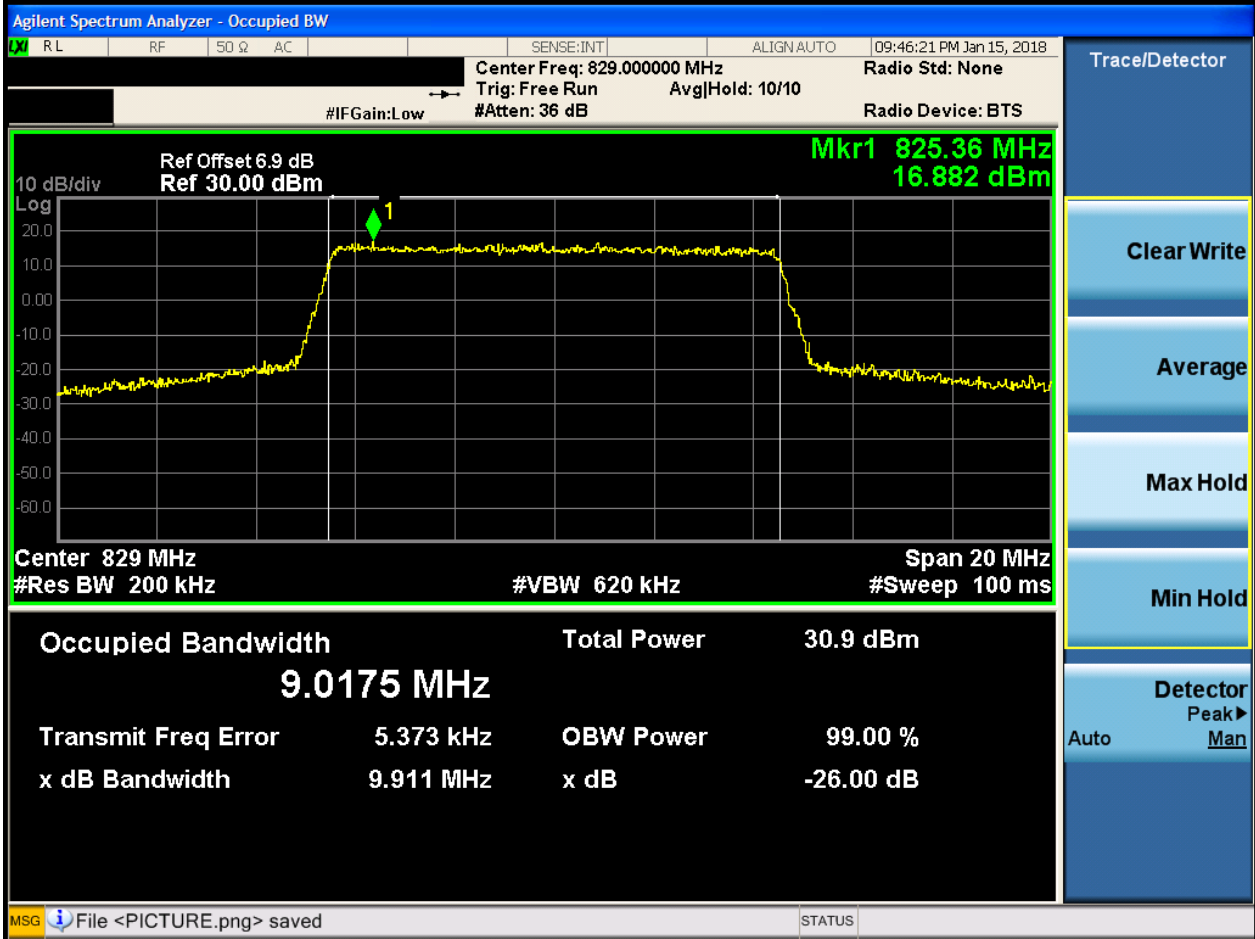 Agilent Spectrum Analyzer - Occupied BW
LXI RL RF 50 Ω AC SENSE:INT ALIGNAUTO 09:46:21 PM Jan 15, 2018
Center Freq: 829.000000 MHz Radio Std: None
Trig: Free Run Avg|Hold: 10/10
#IFGain:Low #Atten: 36 dB Radio Device: BTS
Trace/Detector
Mkr1 825.36 MHz
16.882 dBm
Ref Offset 6.9 dB
10 dB/div Ref 30.00 dBm
Log
1
20.0
10.0
0.00
-10.0
-20.0
-30.0
-40.0
-50.0
-60.0
Center 829 MHz Span 20 MHz
#Res BW 200 kHz #VBW 620 kHz #Sweep 100 ms
Occupied Bandwidth Total Power 30.9 dBm
9.0175 MHz
Transmit Freq Error 5.373 kHz OBW Power 99.00 %
x dB Bandwidth 9.911 MHz x dB -26.00 dB
Clear Write
Average
Max Hold
Min Hold
Detector
Peak▶
Auto Man
MSG File <PICTURE.png> saved STATUS